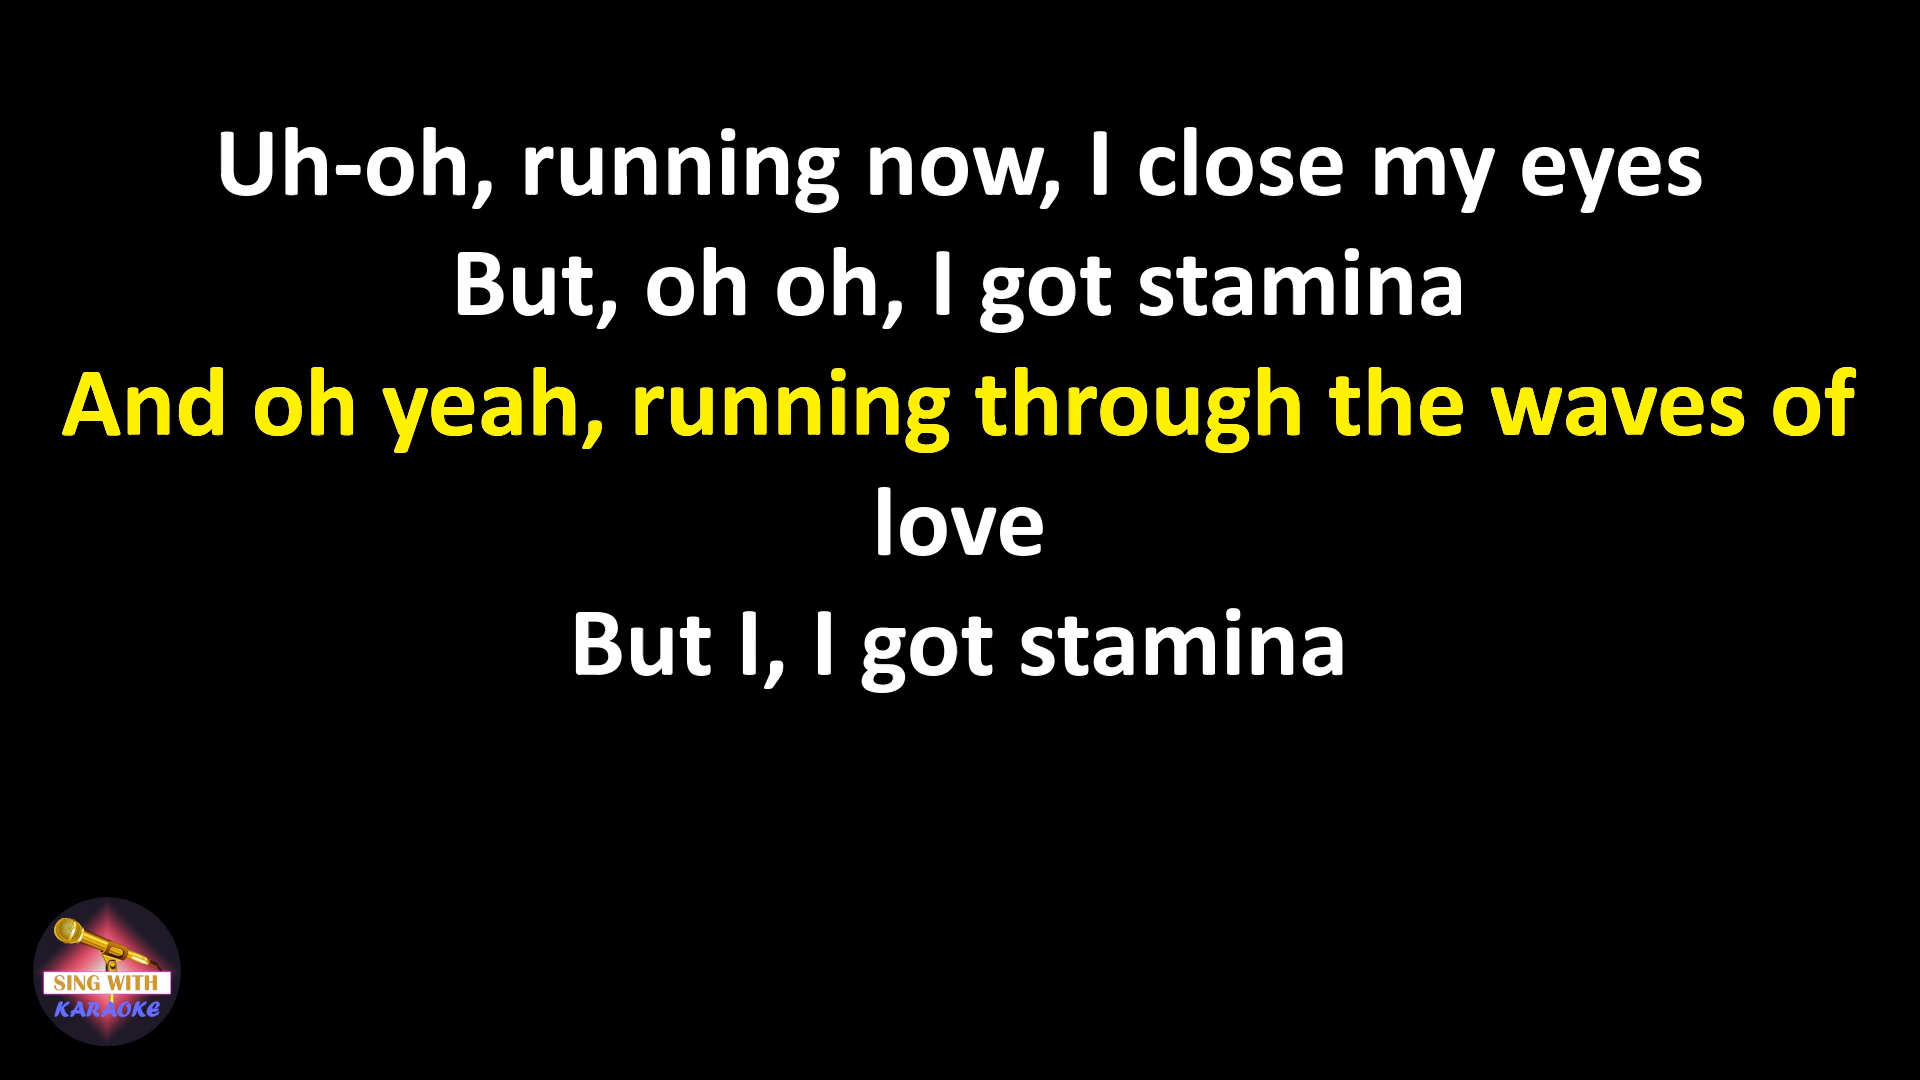 Uh-oh, running now, I close my eyes
But, oh oh, I got stamina
And oh yeah, running through the waves of
love
But I, I got stamina
SING WITH
KARAOKE